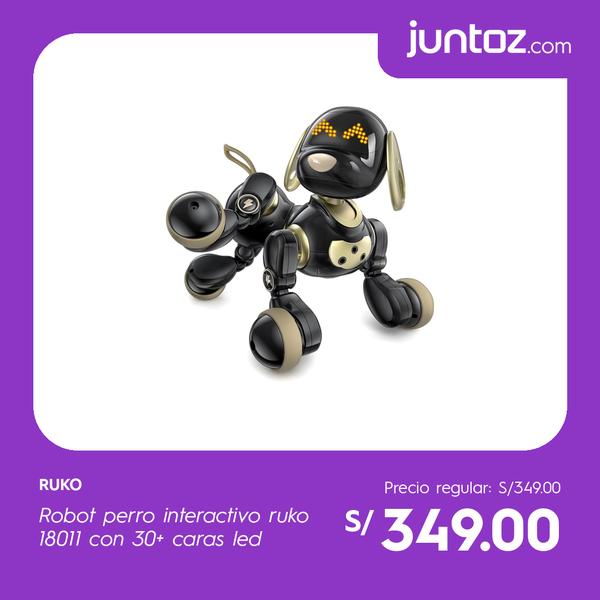 juntoz.com
RUKO
Robot perro interactivo ruko
18011 con 30+ caras led
Precio regular: S/349.00
S/ 349.00